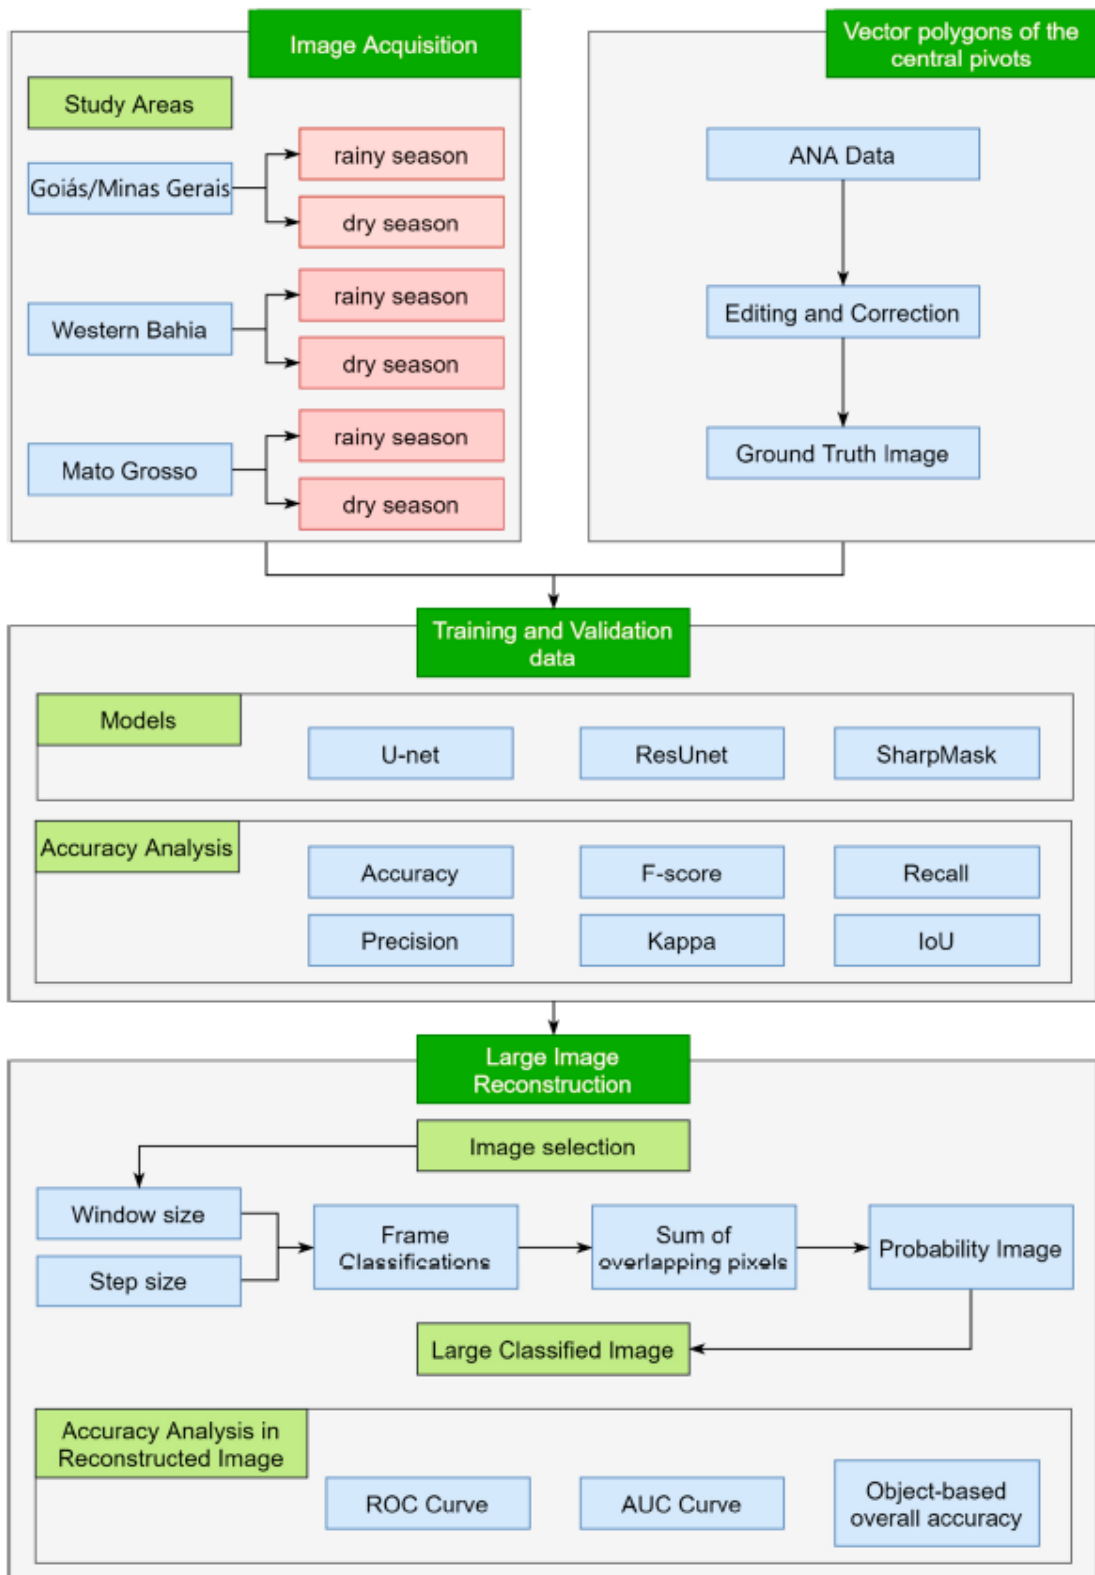 Image Acquisition
Study Areas
Goiás/Minas Gerais
rainy season
dry season
Western Bahia
rainy season
dry season
Mato Grosso
rainy season
dry season
Vector polygons of the
central pivots
ANA Data
Editing and Correction
Ground Truth Image
Training and Validation
data
Models
U-net
ResUnet
SharpMask
Accuracy Analysis
Accuracy
F-score
Recall
Precision
Kappa
IoU
Large Image
Reconstruction
Image selection
Window size
Step size
Frame
Classifications
Sum of
overlapping pixels
Probability Image
Large Classified Image
Accuracy Analysis in
Reconstructed Image
ROC Curve
AUC Curve
Object-based
overall accuracy